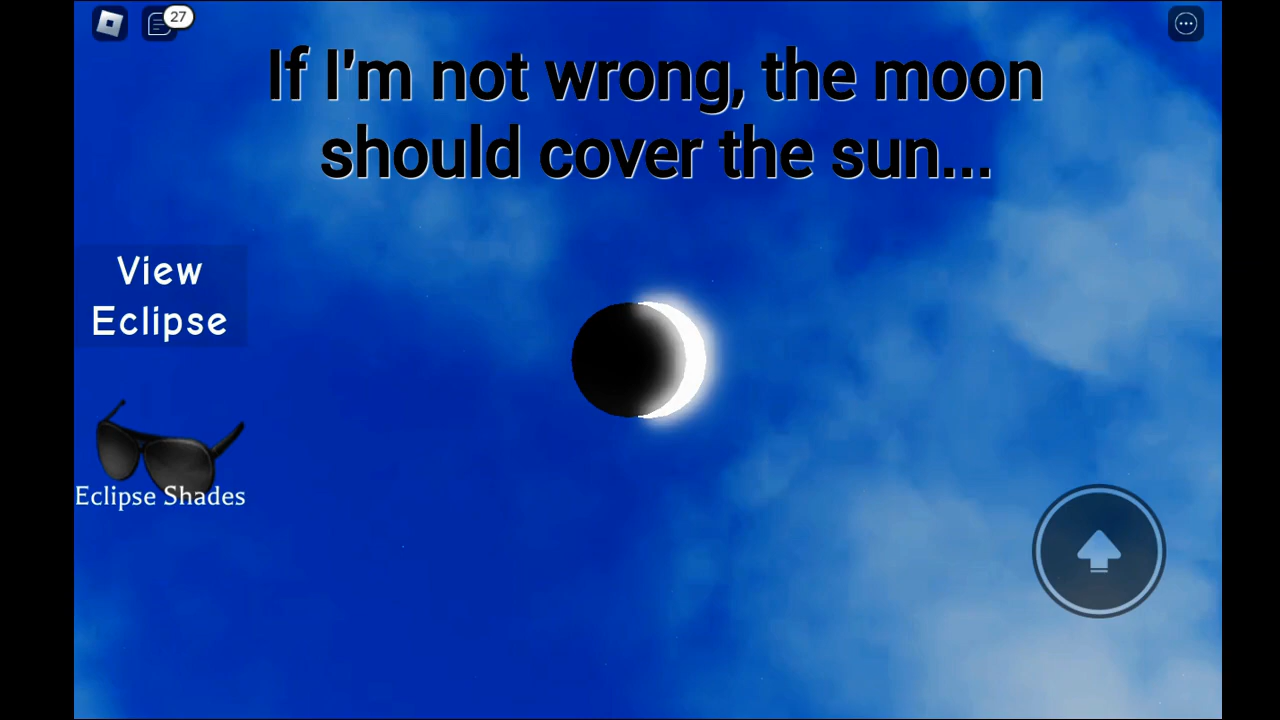 27
If I'm not wrong, the moon
should cover the sun...
View
Eclipse
Eclipse Shades